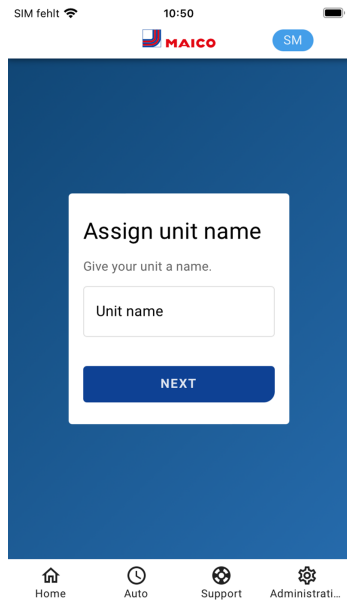 SIM fehlt 10:50
MAICO SM
Assign unit name
Give your unit a name.
Unit name
NEXT
Home Auto Support Administrati...